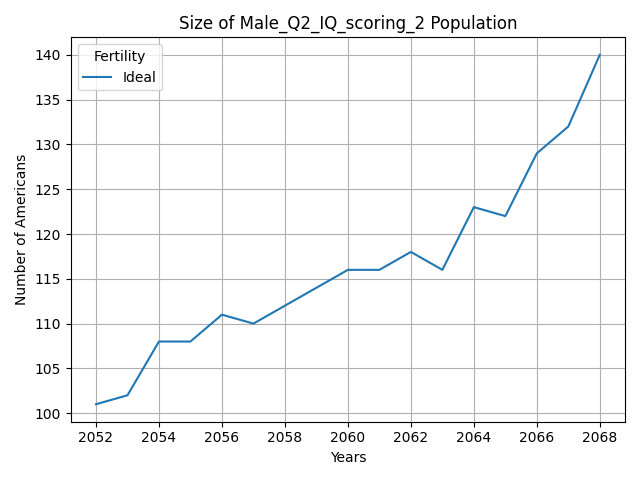 Size of Male_Q2_IQ_scoring_2 Population
Fertility
Ideal
Number of Americans
140
135
130
125
120
115
110
105
100
2052 2054 2056 2058 2060 2062 2064 2066 2068
Years